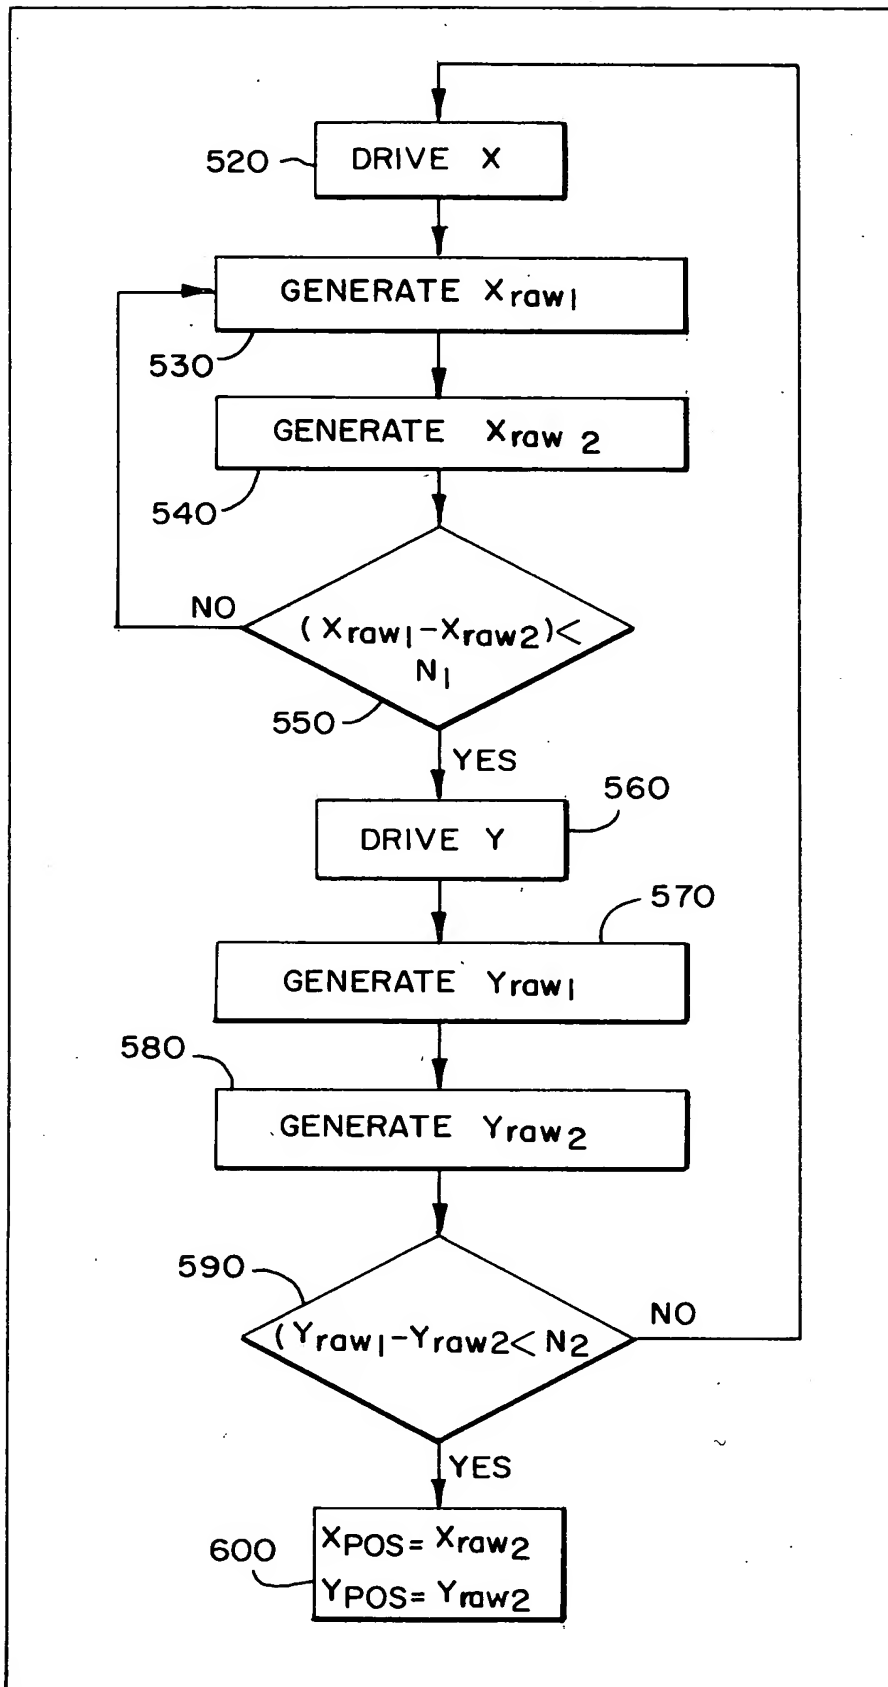 520 DRIVE X
GENERATE Xraw1
530
GENERATE Xraw 2
540
NO
(Xraw1-Xraw2)<
N1
550
YES
560
DRIVE Y
570
GENERATE Yraw1
580
GENERATE Yraw2
590
NO
(Yraw1-Yraw2<N2
YES
XPOS=Xraw2
600
YPOS=Yraw2